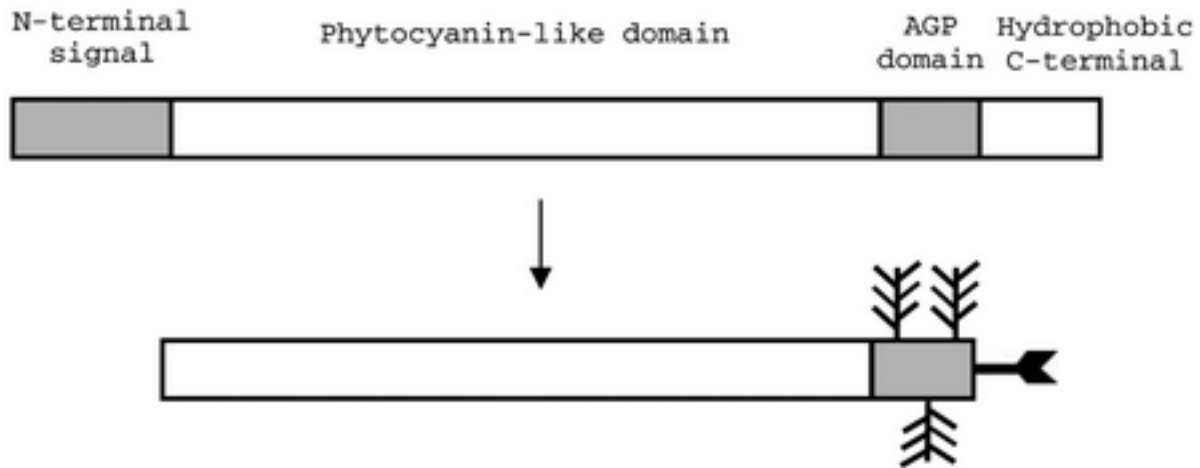 N-terminal
signal
Phytocyanin-like domain
AGP
domain
Hydrophobic
C-terminal